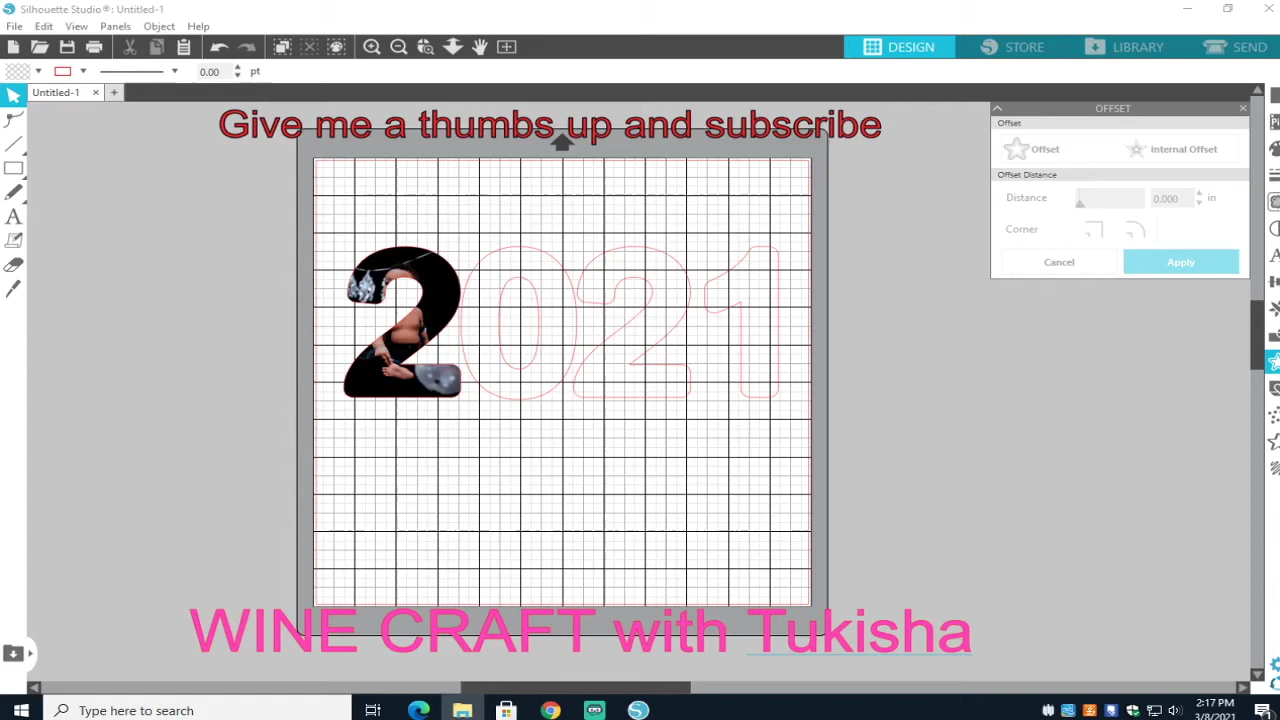 Silhouette Studio®: Untitled-1
File Edit View Panels Object Help
DESIGN STORE LIBRARY SEND
0.00 pt
Untitled-1
Give me a thumbs up and subscribe
OFFSET
Offset
Offset Internal Offset
Offset Distance
Distance 0.000 in
Corner
Cancel Apply
2021
WINE CRAFT with Tukisha
Type here to search
2:17 PM
3/8/2021